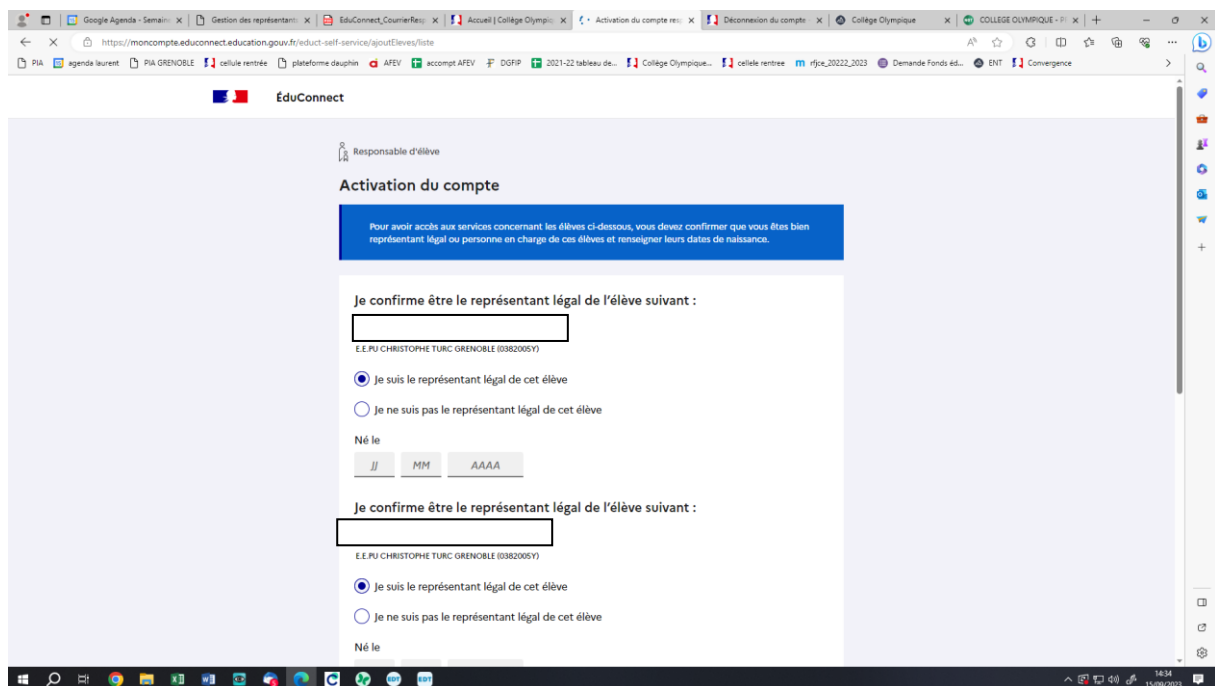 Google Agenda - Semaine
Gestion des représentants
EduConnect_CourrierResp
Accueil | Collège Olympiq
Activation du compte resp
Déconnexion du compte
Collège Olympique
COLLEGE OLYMPIQUE - P
https://moncompte.educonnect.education.gouv.fr/educt-self-service/ajoutEleves/liste
PIA agenda laurent PIA GRENOBLE cellule rentrée plateforme dauphin AFEV accompt AFEV DGFIP 2021-22 tableau de... Collège Olympique... cellele rentree rfjce_20222_2023 Demande Fonds éd... ENT Convergence
ÉduConnect
Responsable d'élève
Activation du compte
Pour avoir accès aux services concernant les élèves ci-dessous, vous devez confirmer que vous êtes bien
représentant légal ou personne en charge de ces élèves et renseigner leurs dates de naissance.
Je confirme être le représentant légal de l'élève suivant :
E.E.PU CHRISTOPHE TURC GRENOBLE (0382005Y)
Je suis le représentant légal de cet élève
Je ne suis pas le représentant légal de cet élève
Né le
JJ MM AAAA
Je confirme être le représentant légal de l'élève suivant :
E.E.PU CHRISTOPHE TURC GRENOBLE (0382005Y)
Je suis le représentant légal de cet élève
Je ne suis pas le représentant légal de cet élève
Né le
EDT EDT
14:34
15/09/2023